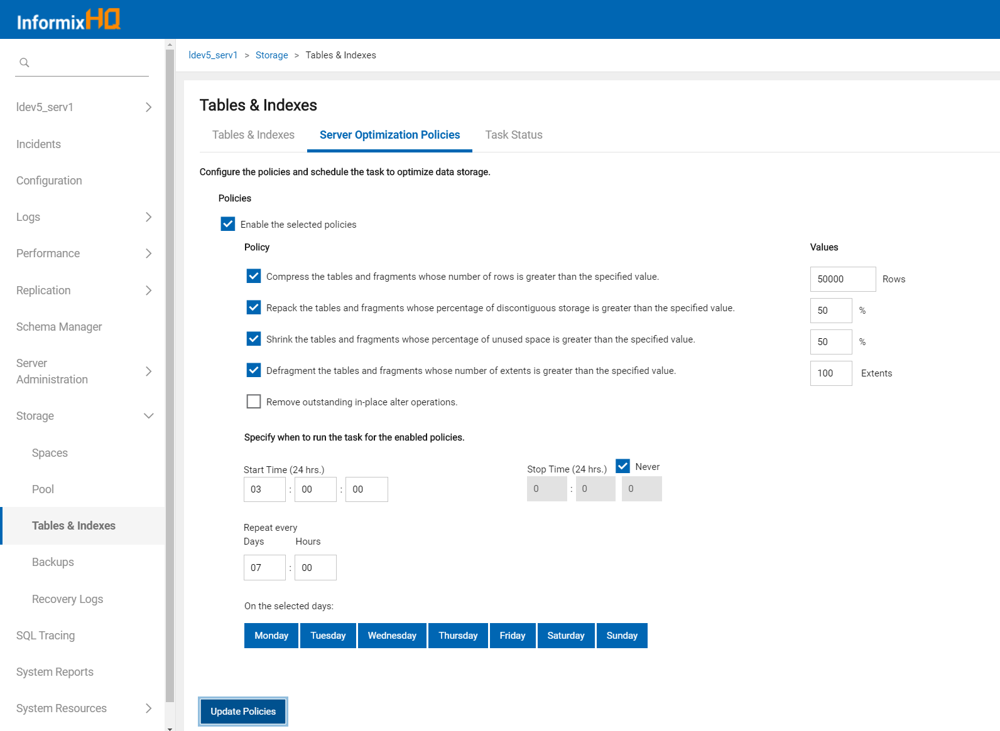 InformixHQ
ldev5_serv1 > Storage > Tables & Indexes
ldev5_serv1
Incidents
Configuration
Logs
Performance
Replication
Schema Manager
Server
Administration
Storage
Spaces
Pool
Tables & Indexes
Backups
Recovery Logs
SQL Tracing
System Reports
System Resources
Tables & Indexes
Tables & Indexes Server Optimization Policies Task Status
Configure the policies and schedule the task to optimize data storage.
Policies
Enable the selected policies
Policy Values
Compress the tables and fragments whose number of rows is greater than the specified value. 50000 Rows
Repack the tables and fragments whose percentage of discontiguous storage is greater than the specified value. 50 %
Shrink the tables and fragments whose percentage of unused space is greater than the specified value. 50 %
Defragment the tables and fragments whose number of extents is greater than the specified value. 100 Extents
Remove outstanding in-place alter operations.
Specify when to run the task for the enabled policies.
Start Time (24 hrs.) Stop Time (24 hrs.) Never
03 : 00 : 00 0 : 0 0
Repeat every
Days Hours
07 : 00
On the selected days:
Monday Tuesday Wednesday Thursday Friday Saturday Sunday
Update Policies